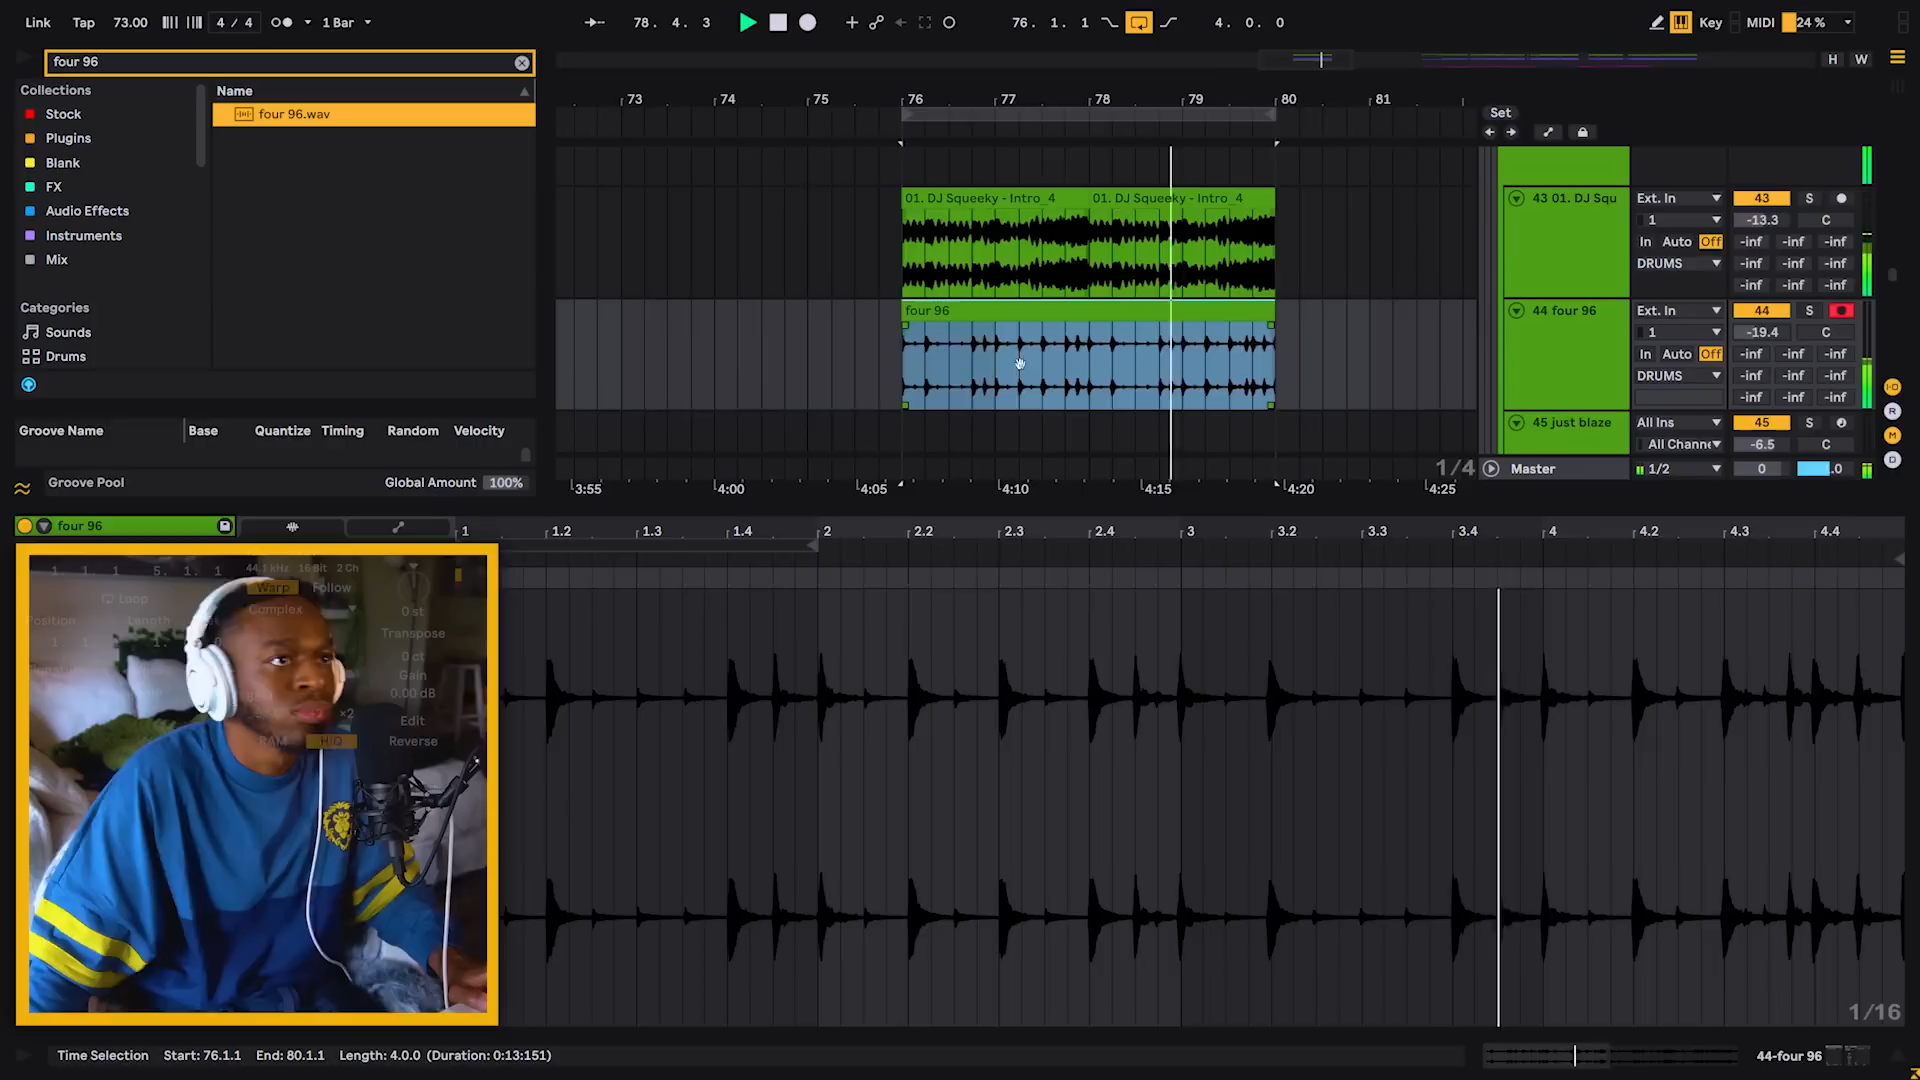 Link Tap 73.00 4 / 4 1 Bar 78. 4. 3 76. 1. 1 4. 0. 0 Key MIDI 24 %
four 96
H W
Collections Name
Stock four 96.wav
Plugins
Blank
FX
Audio Effects
Instruments
Mix
Categories
Sounds
Drums
Groove Name Base Quantize Timing Random Velocity
Groove Pool Global Amount 100%
73 74 75 76 77 78 79 80 81
Set
01. DJ Squeeky - Intro_4 01. DJ Squeeky - Intro_4
four 96
1/4
3:55 4:00 4:05 4:10 4:15 4:20 4:25
43 01. DJ Squ Ext. In 43 S
1 -13.3 C
In Auto Off -inf -inf -inf
DRUMS -inf -inf -inf
-inf -inf -inf
44 four 96 Ext. In 44 S
1 -19.4 C
In Auto Off -inf -inf -inf
DRUMS -inf -inf -inf
-inf -inf -inf
45 just blaze All Ins 45 S
All Channe -6.5 C
Master 1/2 0 .0
I·O
R
M
D
four 96
1 1.2 1.3 1.4 2 2.2 2.3 2.4 3 3.2 3.3 3.4 4 4.2 4.3 4.4
1. 1. 1 5. 1. 1 44.1 kHz 16 Bit 2 Ch
Warp Follow
Loop Complex 0 st
Position Length Transpose
0 ct
Gain
0.00 dB
×2 Edit
RAM HiQ Reverse
1/16
Time Selection Start: 76.1.1 End: 80.1.1 Length: 4.0.0 (Duration: 0:13:151) 44-four 96